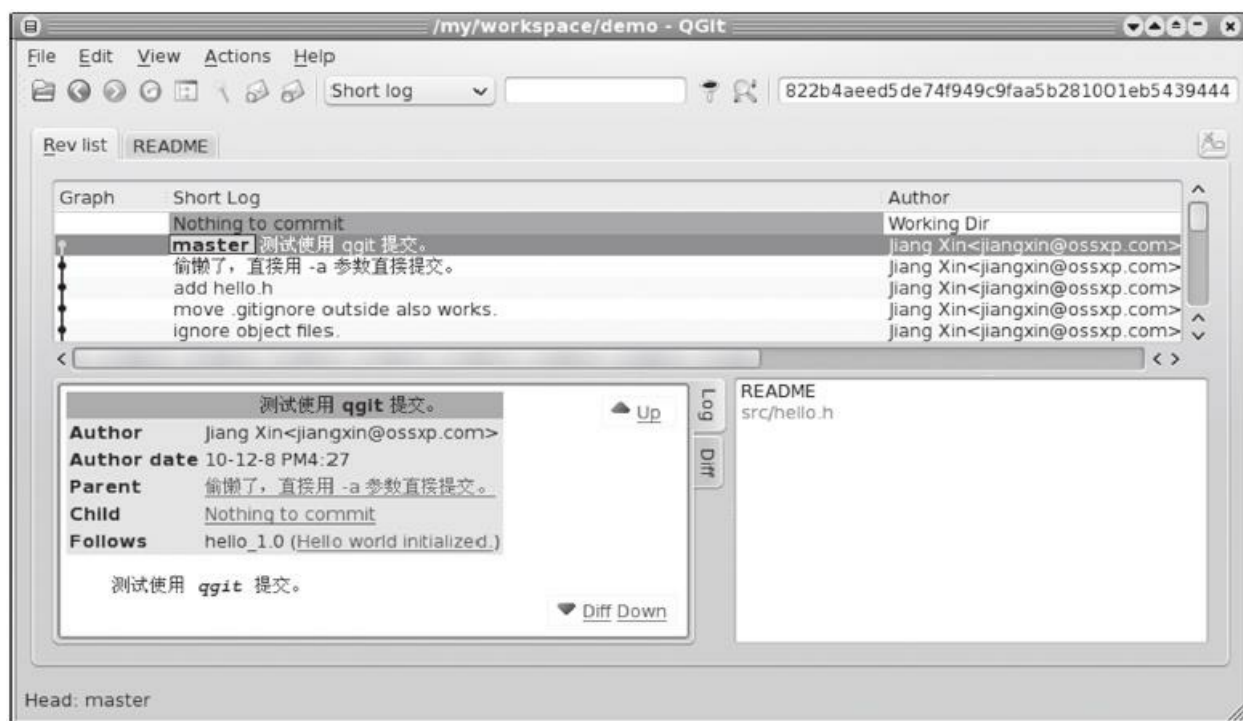 /my/workspace/demo - QGit
File Edit View Actions Help
Short log 822b4aeed5de74f949c9faa5b281001eb5439444
Rev list README
Graph Short Log Author
Nothing to commit Working Dir
master 测试使用 qgit 提交。 Jiang Xin<jiangxin@ossxp.com>
偷懒了，直接用 -a 参数直接提交。 Jiang Xin<jiangxin@ossxp.com>
add hello.h Jiang Xin<jiangxin@ossxp.com>
move .gitignore outside also works. Jiang Xin<jiangxin@ossxp.com>
ignore object files. Jiang Xin<jiangxin@ossxp.com>
测试使用 qgit 提交。
Up
Author Jiang Xin<jiangxin@ossxp.com>
Author date 10-12-8 PM4:27
Parent 偷懒了，直接用 -a 参数直接提交。
Child Nothing to commit
Follows hello_1.0 (Hello world initialized.)
测试使用 qgit 提交。
Diff Down
Log
Diff
README
src/hello.h
Head: master